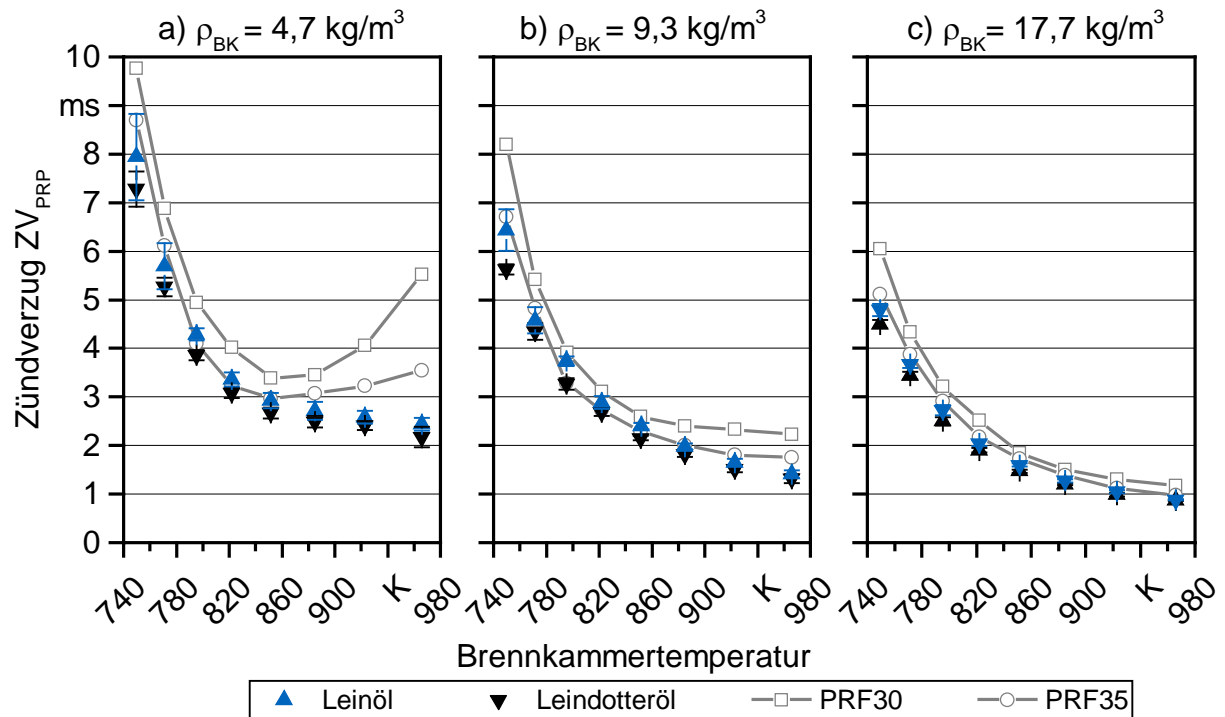 a) ρBK = 4,7 kg/m³
b) ρBK = 9,3 kg/m³
c) ρBK = 17,7 kg/m³
10
ms
8
7
6
5
4
3
2
1
0
Zündverzug ZVPRP
740 780 820 860 900 K 980
740 780 820 860 900 K 980
740 780 820 860 900 K 980
Brennkammertemperatur
Leinöl Leindotteröl PRF30 PRF35